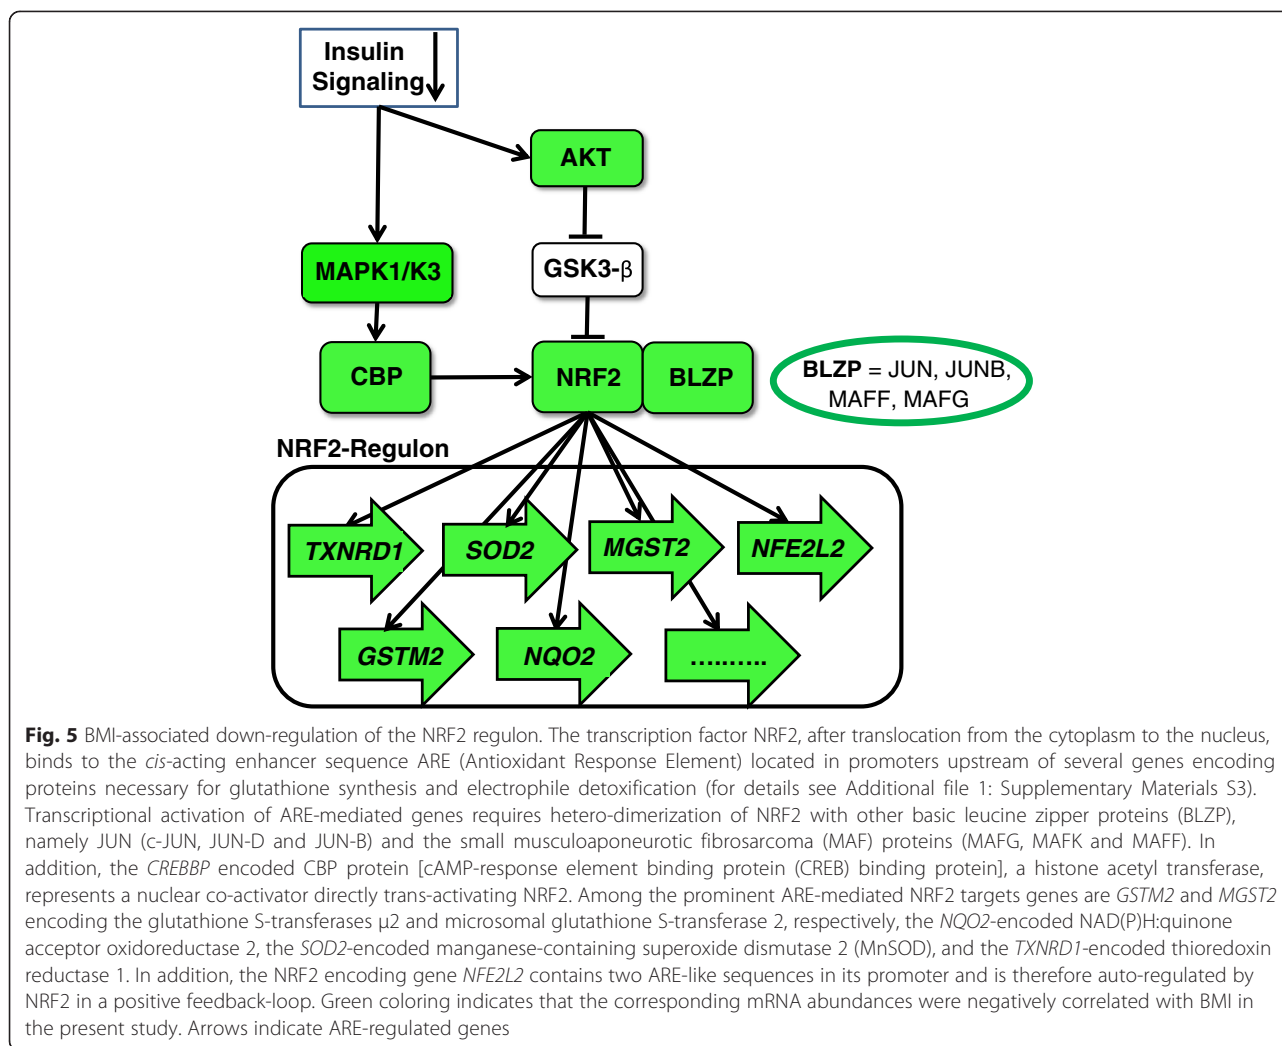 Insulin
Signaling
AKT
MAPK1/K3
GSK3-β
CBP
NRF2
BLZP
BLZP = JUN, JUNB,
MAFF, MAFG
NRF2-Regulon
TXNRD1
SOD2
MGST2
NFE2L2
GSTM2
NQO2
..........
Fig. 5 BMI-associated down-regulation of the NRF2 regulon. The transcription factor NRF2, after translocation from the cytoplasm to the nucleus,
binds to the cis-acting enhancer sequence ARE (Antioxidant Response Element) located in promoters upstream of several genes encoding
proteins necessary for glutathione synthesis and electrophile detoxification (for details see Additional file 1: Supplementary Materials S3).
Transcriptional activation of ARE-mediated genes requires hetero-dimerization of NRF2 with other basic leucine zipper proteins (BLZP),
namely JUN (c-JUN, JUN-D and JUN-B) and the small musculoaponeurotic fibrosarcoma (MAF) proteins (MAFG, MAFK and MAFF). In
addition, the CREBBP encoded CBP protein [cAMP-response element binding protein (CREB) binding protein], a histone acetyl transferase,
represents a nuclear co-activator directly trans-activating NRF2. Among the prominent ARE-mediated NRF2 targets genes are GSTM2 and MGST2
encoding the glutathione S-transferases μ2 and microsomal glutathione S-transferase 2, respectively, the NQO2-encoded NAD(P)H:quinone
acceptor oxidoreductase 2, the SOD2-encoded manganese-containing superoxide dismutase 2 (MnSOD), and the TXNRD1-encoded thioredoxin
reductase 1. In addition, the NRF2 encoding gene NFE2L2 contains two ARE-like sequences in its promoter and is therefore auto-regulated by
NRF2 in a positive feedback-loop. Green coloring indicates that the corresponding mRNA abundances were negatively correlated with BMI in
the present study. Arrows indicate ARE-regulated genes